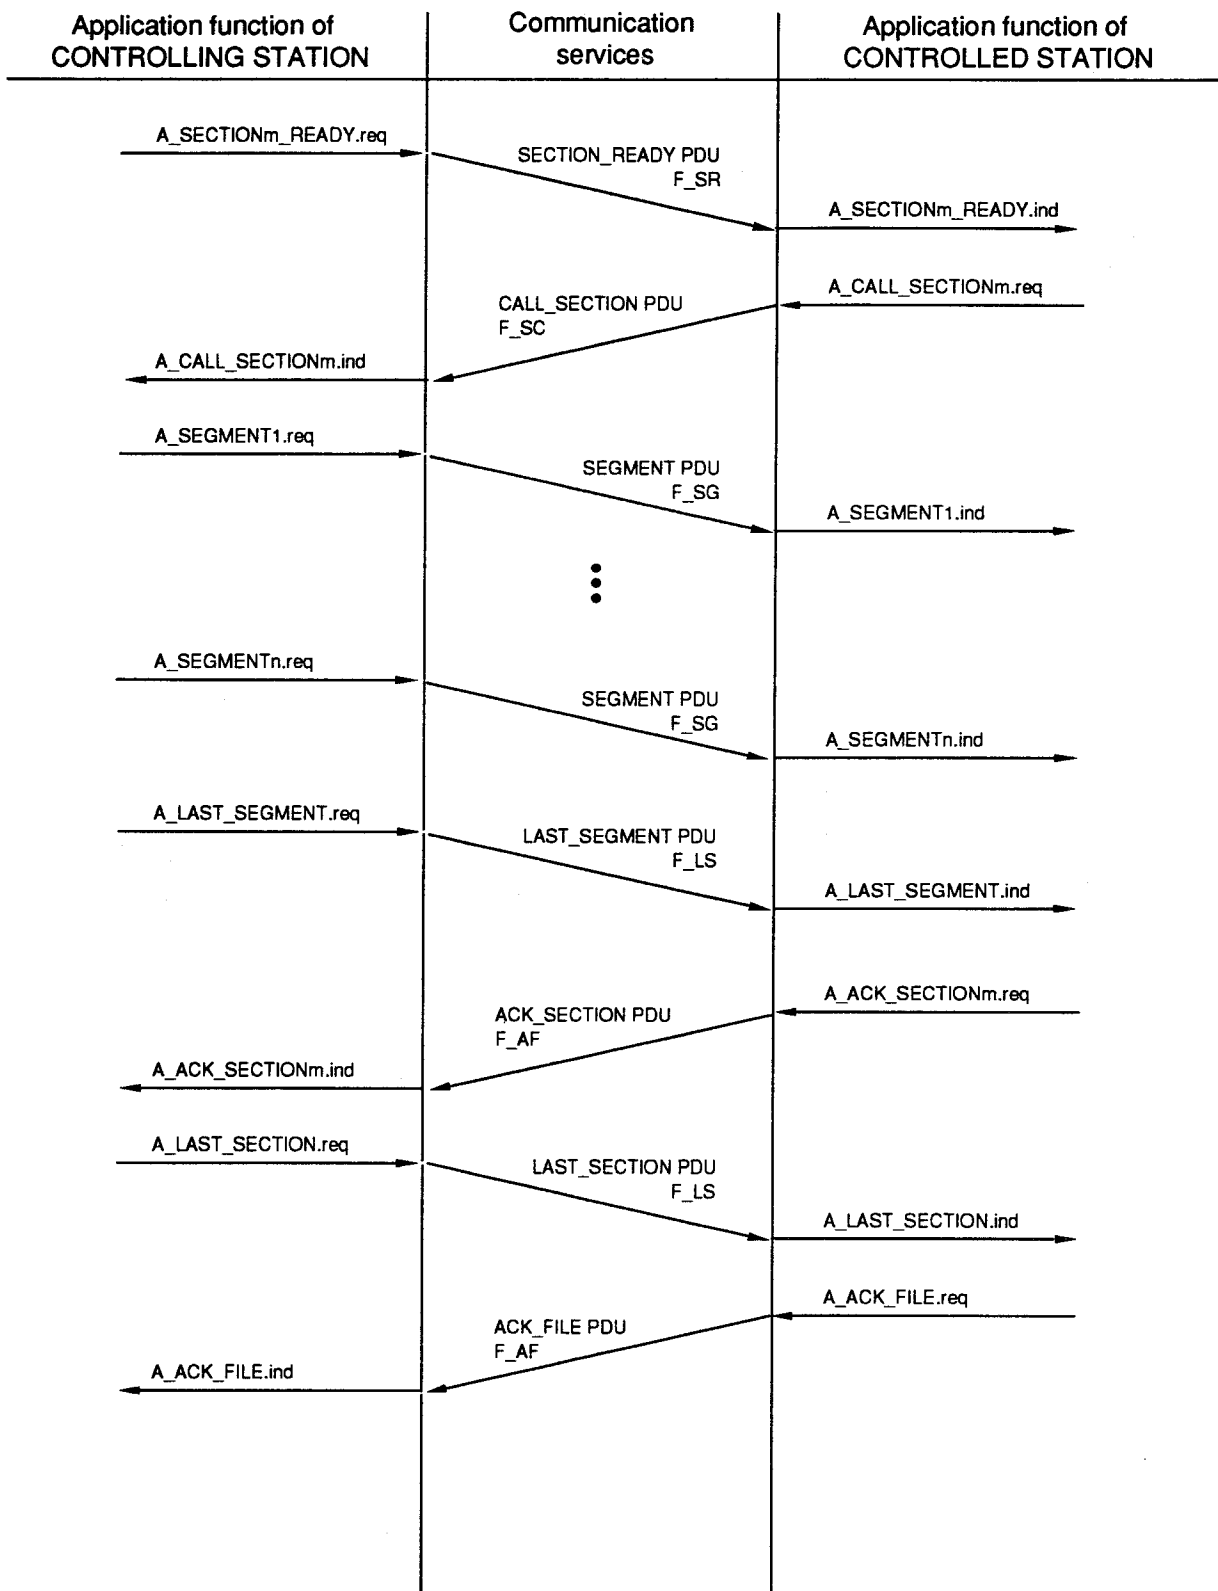 Application function of
CONTROLLING STATION
Communication
services
Application function of
CONTROLLED STATION
A_SECTIONm_READY.req
SECTION_READY PDU
F_SR
A_SECTIONm_READY.ind
A_CALL_SECTIONm.req
CALL_SECTION PDU
F_SC
A_CALL_SECTIONm.ind
A_SEGMENT1.req
SEGMENT PDU
F_SG
A_SEGMENT1.ind
A_SEGMENTn.req
SEGMENT PDU
F_SG
A_SEGMENTn.ind
A_LAST_SEGMENT.req
LAST_SEGMENT PDU
F_LS
A_LAST_SEGMENT.ind
A_ACK_SECTIONm.req
ACK_SECTION PDU
F_AF
A_ACK_SECTIONm.ind
A_LAST_SECTION.req
LAST_SECTION PDU
F_LS
A_LAST_SECTION.ind
A_ACK_FILE.req
ACK_FILE PDU
F_AF
A_ACK_FILE.ind